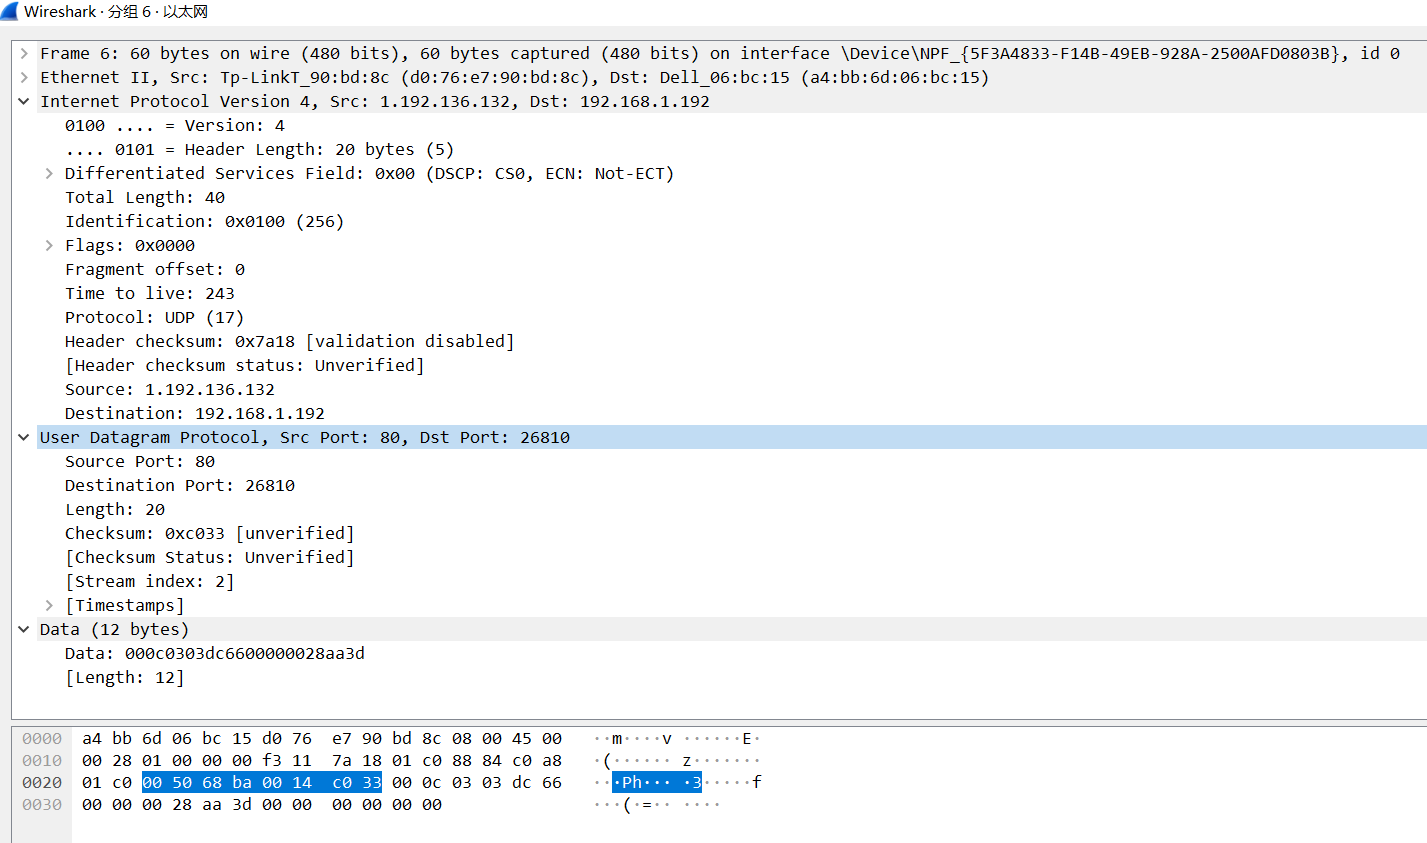 Wireshark · 分组 6 · 以太网
Frame 6: 60 bytes on wire (480 bits), 60 bytes captured (480 bits) on interface \Device\NPF_{5F3A4833-F14B-49EB-928A-2500AFD0803B}, id 0
Ethernet II, Src: Tp-LinkT_90:bd:8c (d0:76:e7:90:bd:8c), Dst: Dell_06:bc:15 (a4:bb:6d:06:bc:15)
Internet Protocol Version 4, Src: 1.192.136.132, Dst: 192.168.1.192
0100 .... = Version: 4
.... 0101 = Header Length: 20 bytes (5)
Differentiated Services Field: 0x00 (DSCP: CS0, ECN: Not-ECT)
Total Length: 40
Identification: 0x0100 (256)
Flags: 0x0000
Fragment offset: 0
Time to live: 243
Protocol: UDP (17)
Header checksum: 0x7a18 [validation disabled]
[Header checksum status: Unverified]
Source: 1.192.136.132
Destination: 192.168.1.192
User Datagram Protocol, Src Port: 80, Dst Port: 26810
Source Port: 80
Destination Port: 26810
Length: 20
Checksum: 0xc033 [unverified]
[Checksum Status: Unverified]
[Stream index: 2]
[Timestamps]
Data (12 bytes)
Data: 000c0303dc6600000028aa3d
[Length: 12]
0000 a4 bb 6d 06 bc 15 d0 76 e7 90 bd 8c 08 00 45 00 ··m····v ······E·
0010 00 28 01 00 00 00 f3 11 7a 18 01 c0 88 84 c0 a8 ·(······ z·······
0020 01 c0 00 50 68 ba 00 14 c0 33 00 0c 03 03 dc 66 ···Ph··· ·3·····f
0030 00 00 00 28 aa 3d 00 00 00 00 00 00 ···(·=·· ····